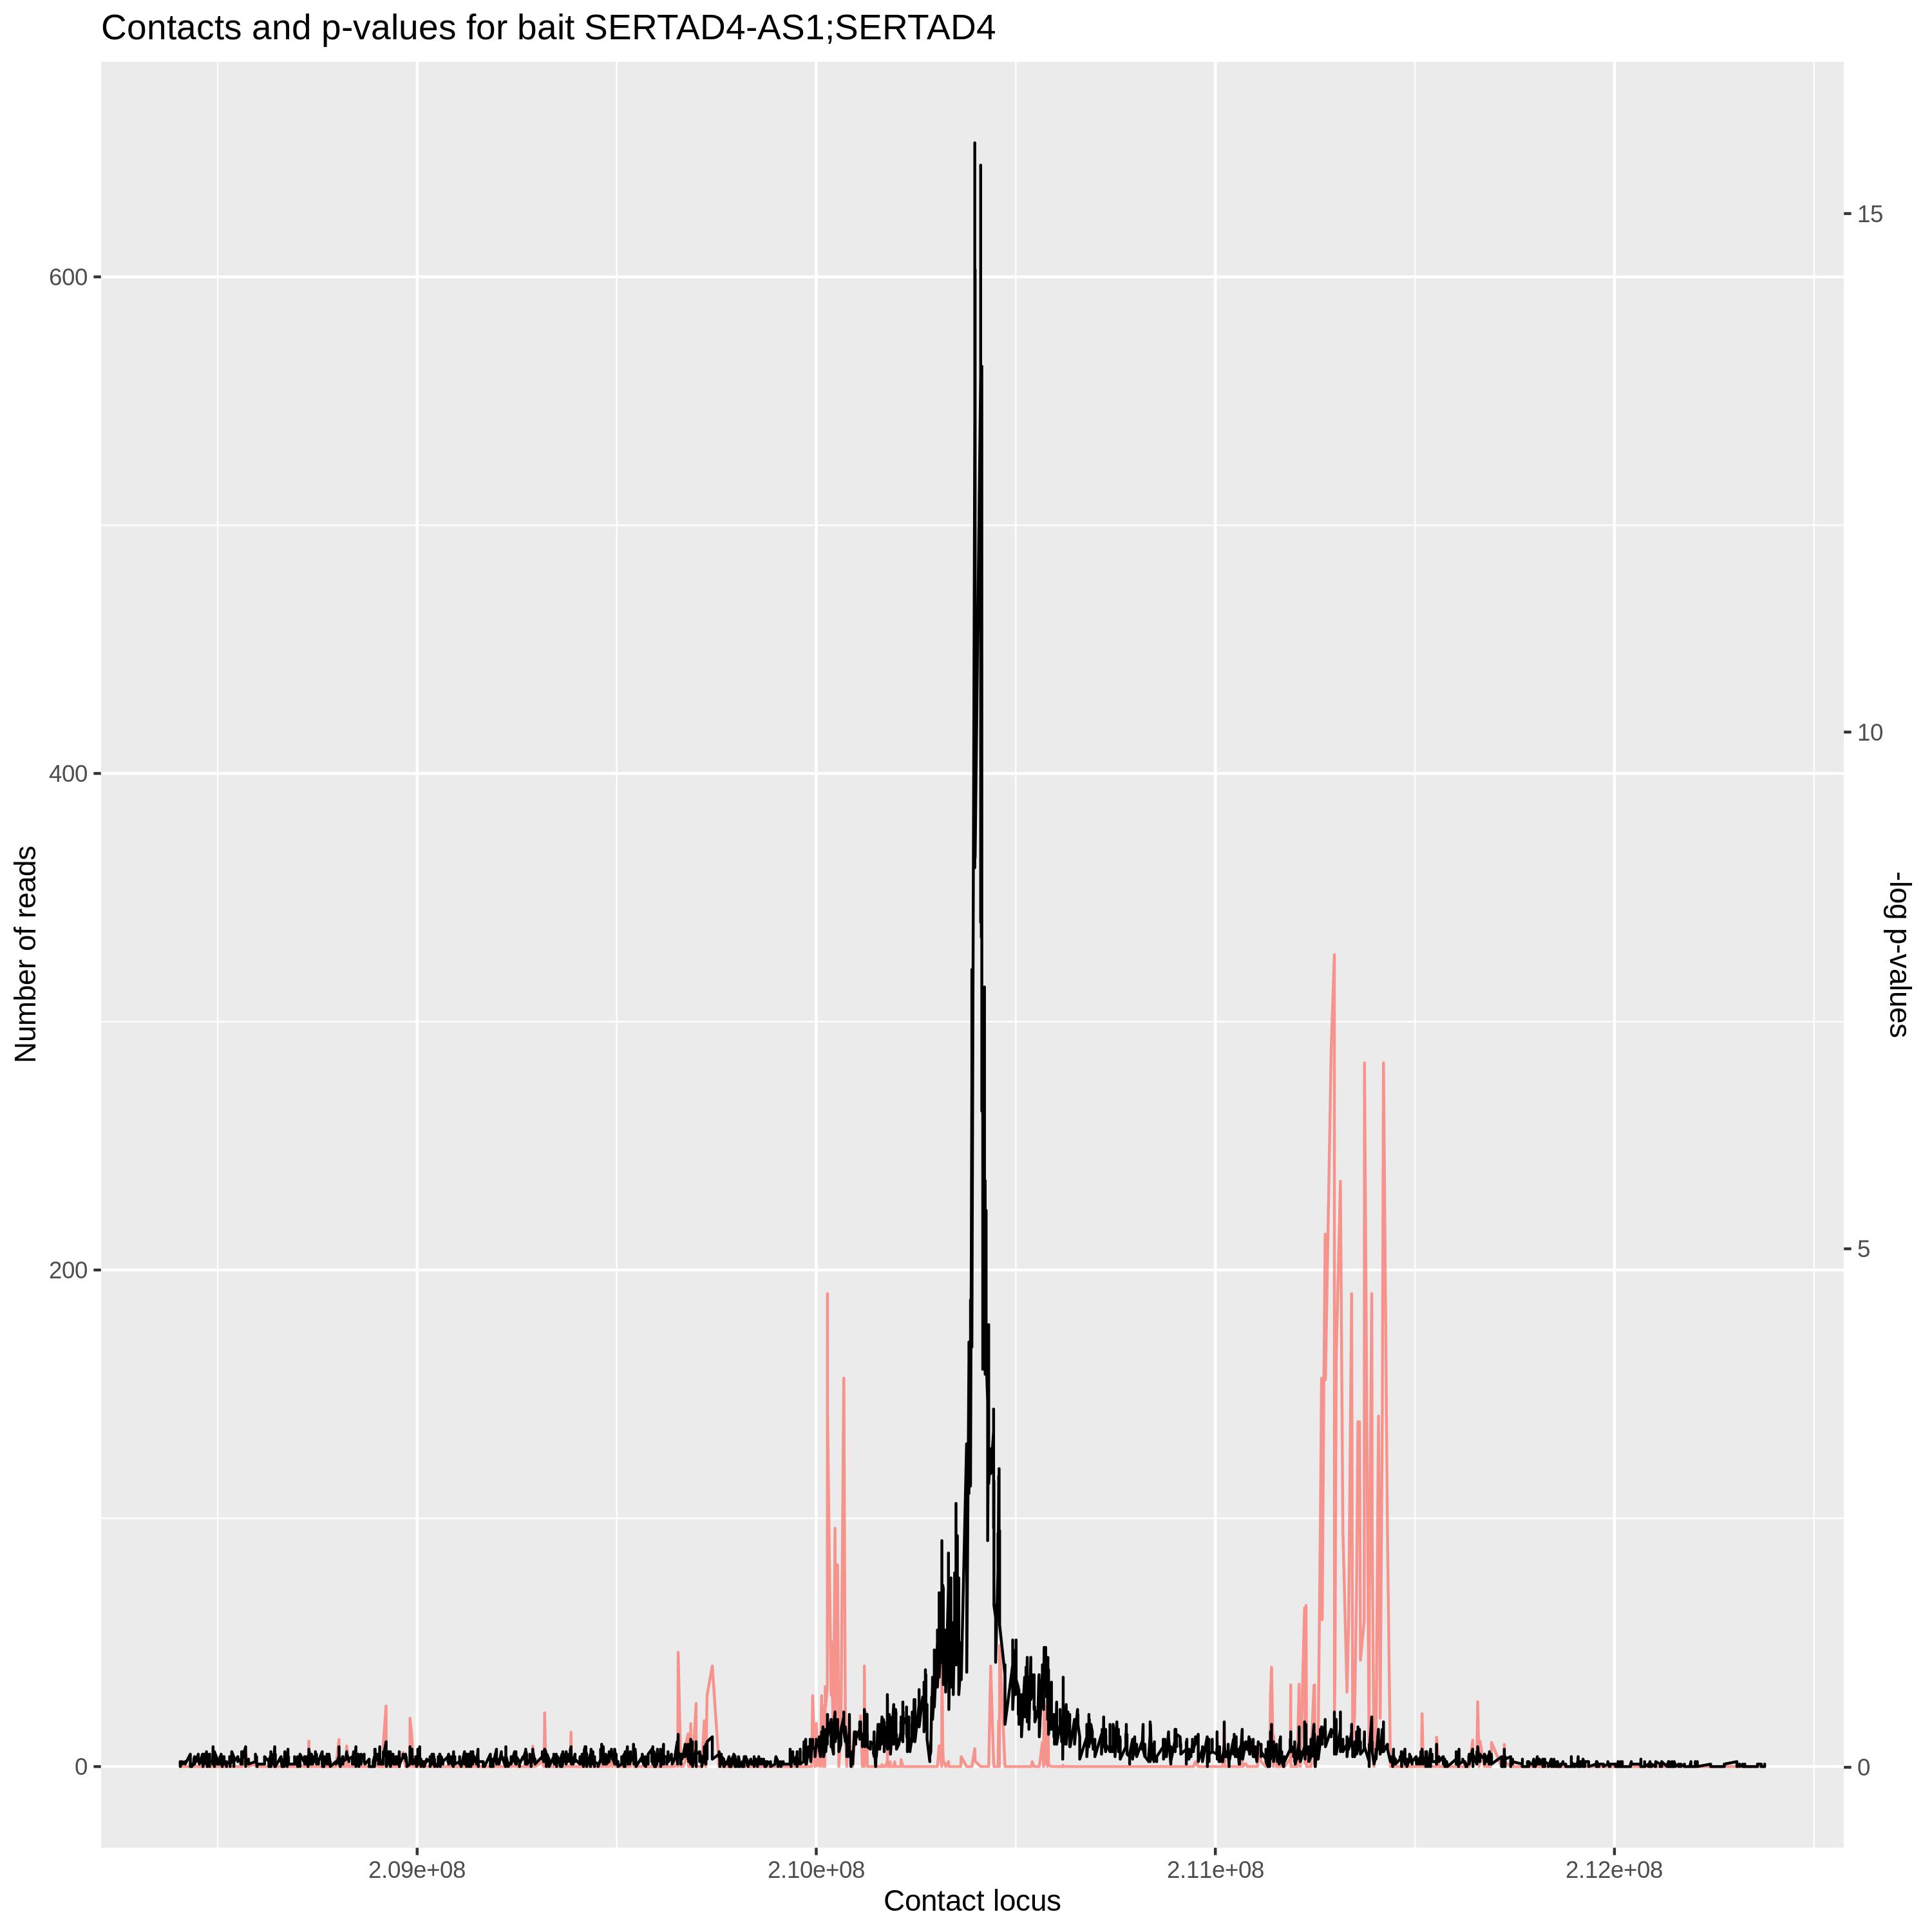 Contacts and p-values for bait SERTAD4-AS1;SERTAD4
600
400
200
0
Number of reads
15
10
5
0
-log p-values
2.09e+08
2.10e+08
2.11e+08
2.12e+08
Contact locus